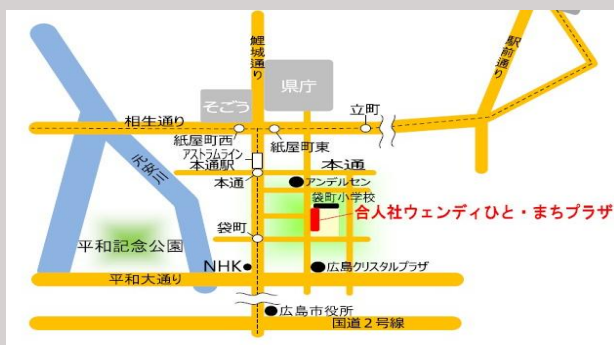 鯉城通り
駅前通り
県庁
そごう
立町
相生通り
紙屋町西
紙屋町東
アストラムライン
本通駅
本通
本通
アンデルセン
袋町小学校
元安川
合人社ウェンディひと・まちプラザ
袋町
平和記念公園
NHK
広島クリスタルプラザ
平和大通り
広島市役所
国道2号線